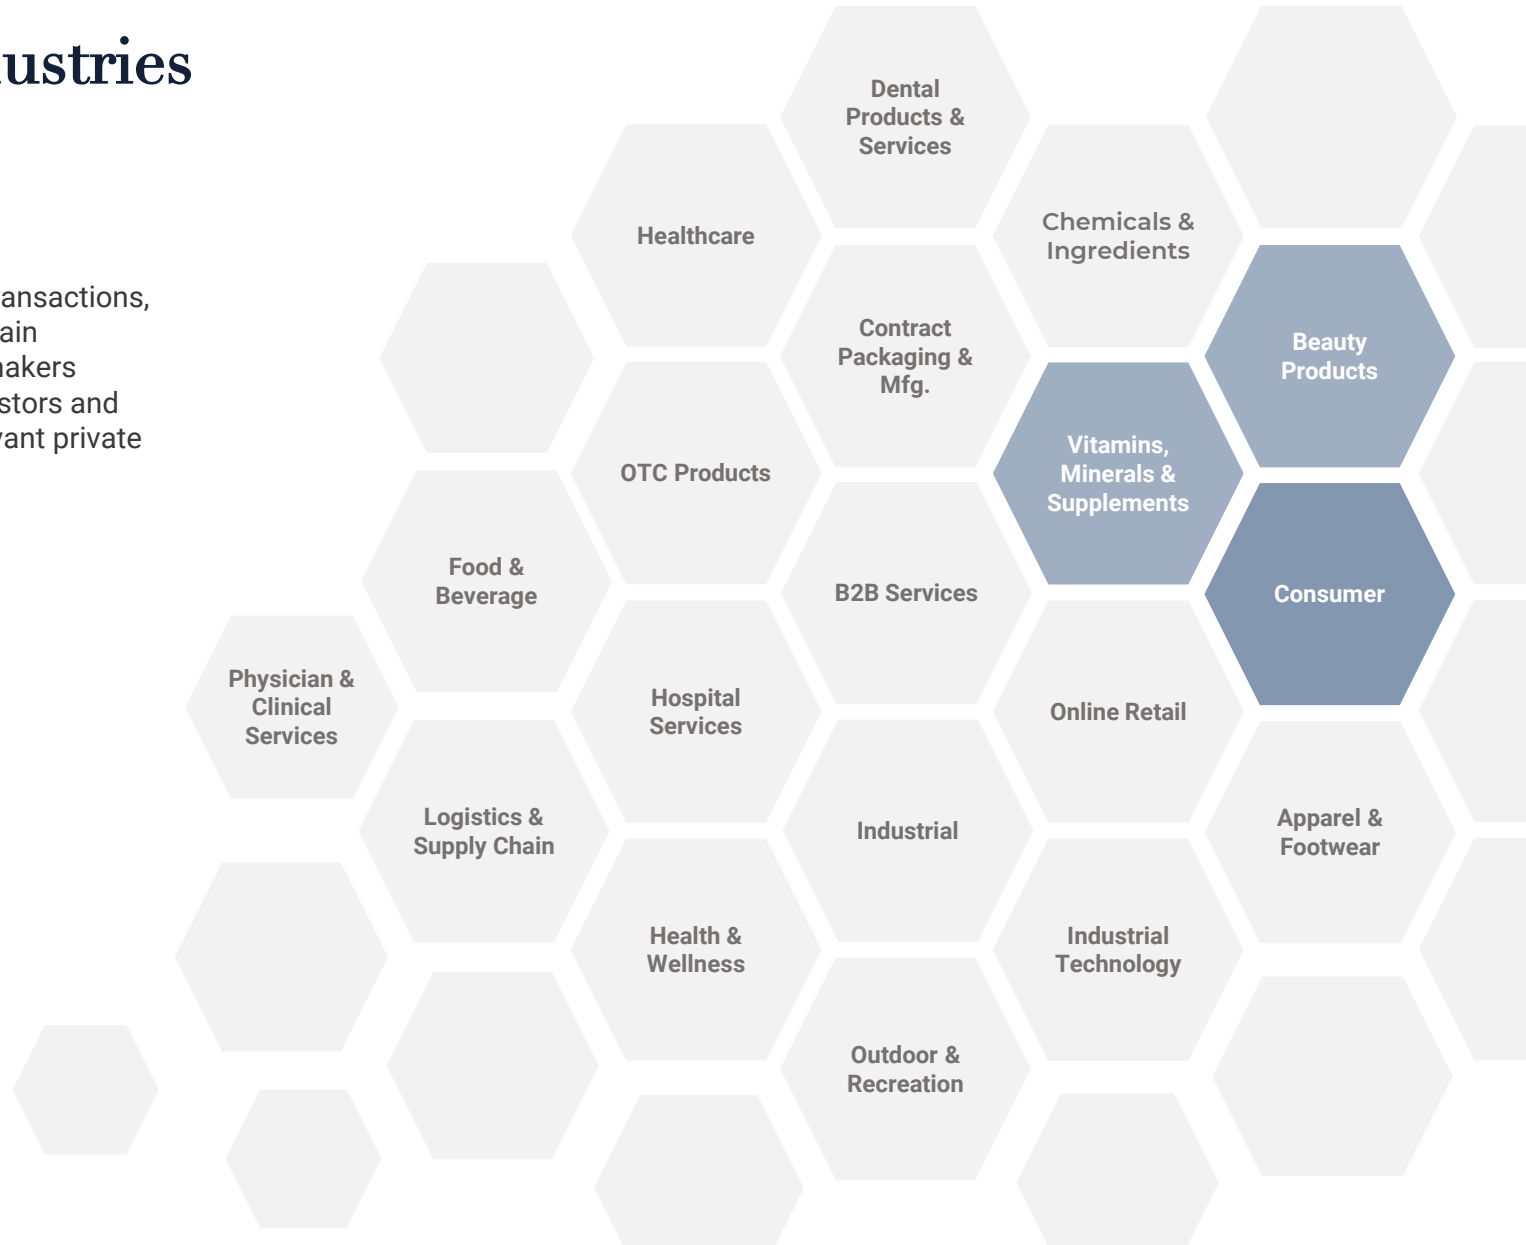 ustries
ansactions,
ain
akers
stors and
vant private
Dental
Products &
Services
Healthcare
Chemicals &
Ingredients
Contract
Packaging &
Mfg.
Beauty
Products
OTC Products
Vitamins,
Minerals &
Supplements
Food &
Beverage
B2B Services
Consumer
Physician &
Clinical
Services
Hospital
Services
Online Retail
Logistics &
Supply Chain
Industrial
Apparel &
Footwear
Health &
Wellness
Industrial
Technology
Outdoor &
Recreation